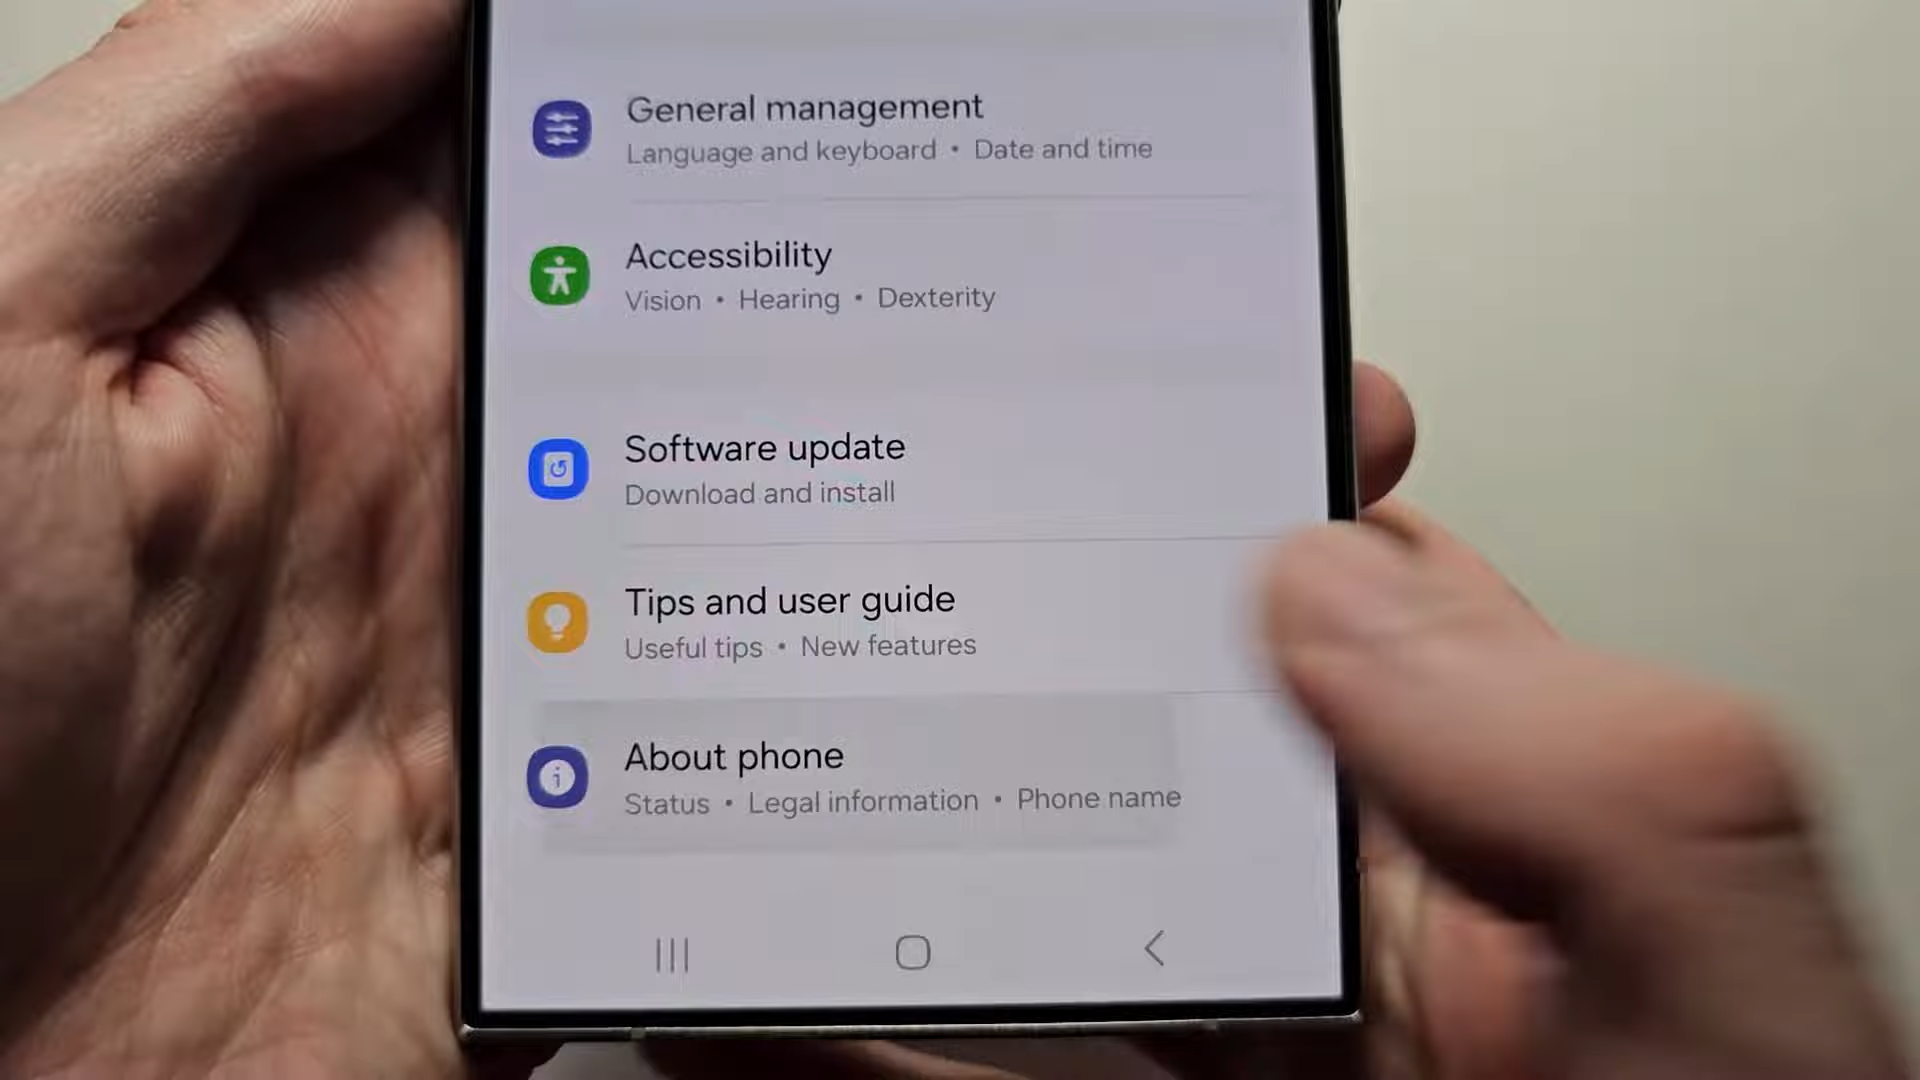 General management
Language and keyboard • Date and time
Accessibility
Vision • Hearing • Dexterity
Software update
Download and install
Tips and user guide
Useful tips • New features
About phone
Status • Legal information • Phone name